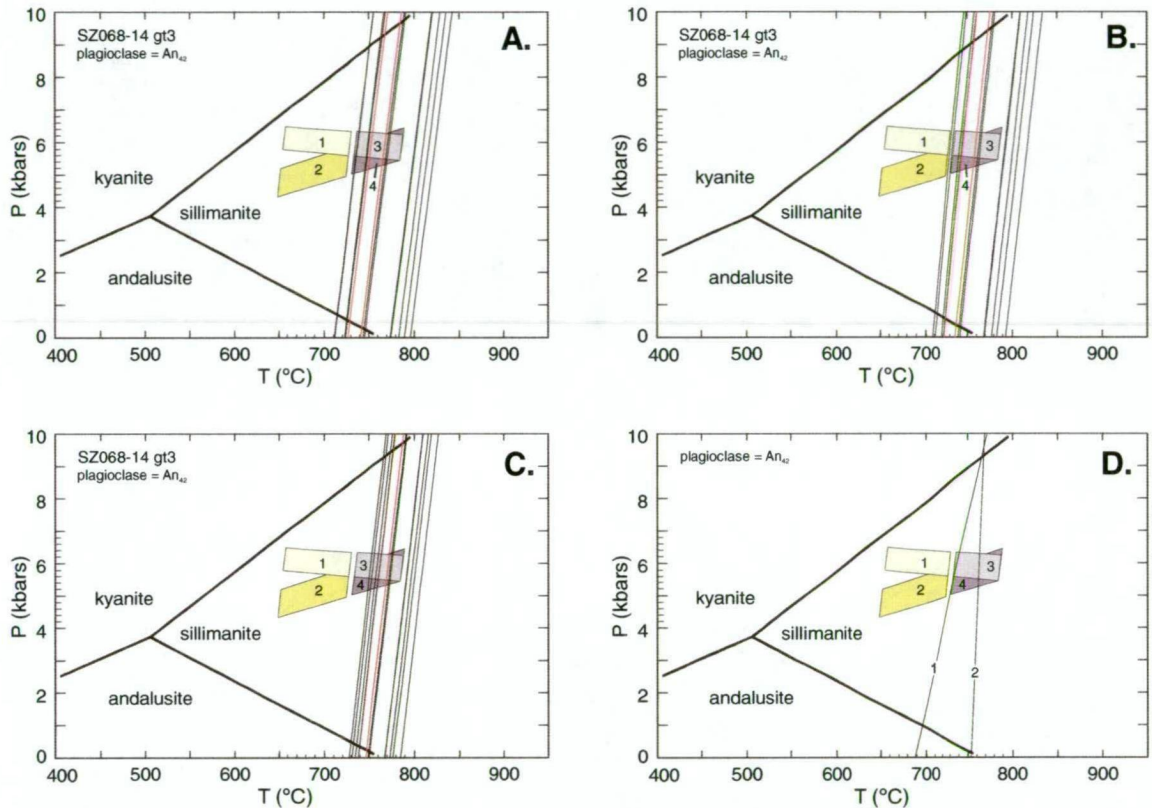 SZ068-14 gt3
plagioclase = An₄₂
A.
10
8
6
4
2
0
P (kbars)
kyanite
sillimanite
andalusite
1
2
3
4
400 500 600 700 800 900
T (°C)
SZ068-14 gt3
plagioclase = An₄₂
B.
10
8
6
4
2
0
P (kbars)
kyanite
sillimanite
andalusite
1
2
3
4
400 500 600 700 800 900
T (°C)
SZ068-14 gt3
plagioclase = An₄₂
C.
10
8
6
4
2
0
P (kbars)
kyanite
sillimanite
andalusite
1
2
3
4
400 500 600 700 800 900
T (°C)
plagioclase = An₄₂
D.
10
8
6
4
2
0
P (kbars)
kyanite
sillimanite
andalusite
1
2
3
4
1
2
400 500 600 700 800 900
T (°C)